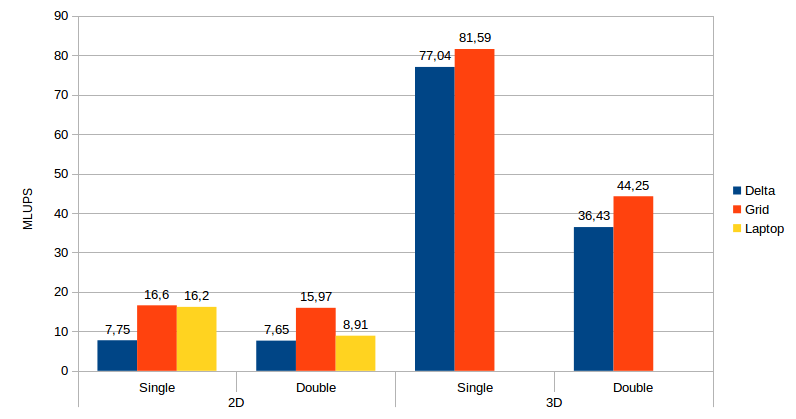 MLUPS
90
80
70
60
50
40
30
20
10
0
7,75
16,6
16,2
7,65
15,97
8,91
77,04
81,59
36,43
44,25
Single
Double
Single
Double
2D
3D
Delta
Grid
Laptop